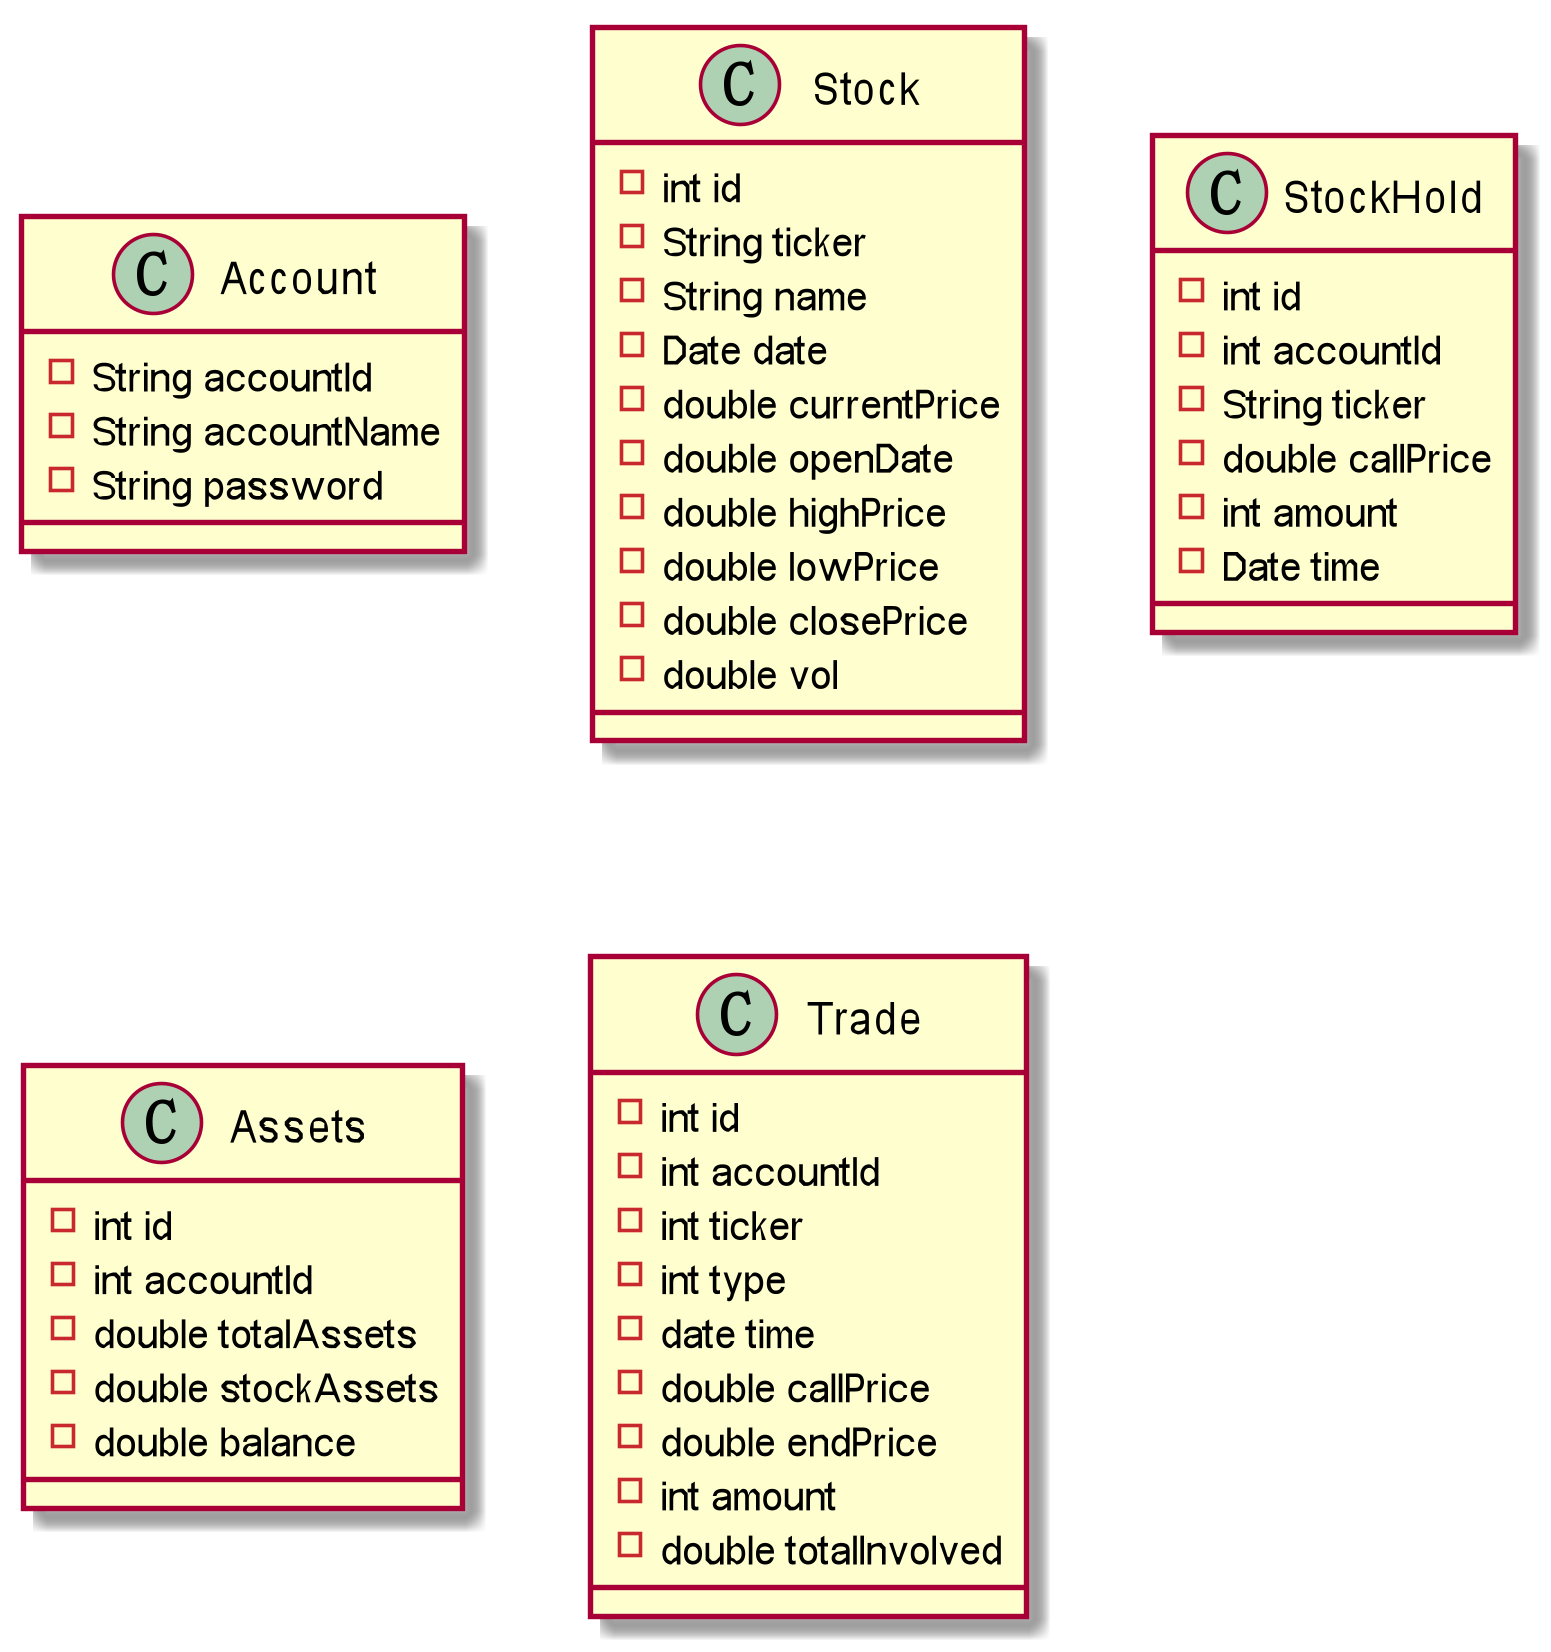 C Account
String accountId
String accountName
String password
C Stock
int id
String ticker
String name
Date date
double currentPrice
double openDate
double highPrice
double lowPrice
double closePrice
double vol
C StockHold
int id
int accountId
String ticker
double callPrice
int amount
Date time
C Assets
int id
int accountId
double totalAssets
double stockAssets
double balance
C Trade
int id
int accountId
int ticker
int type
date time
double callPrice
double endPrice
int amount
double totalInvolved